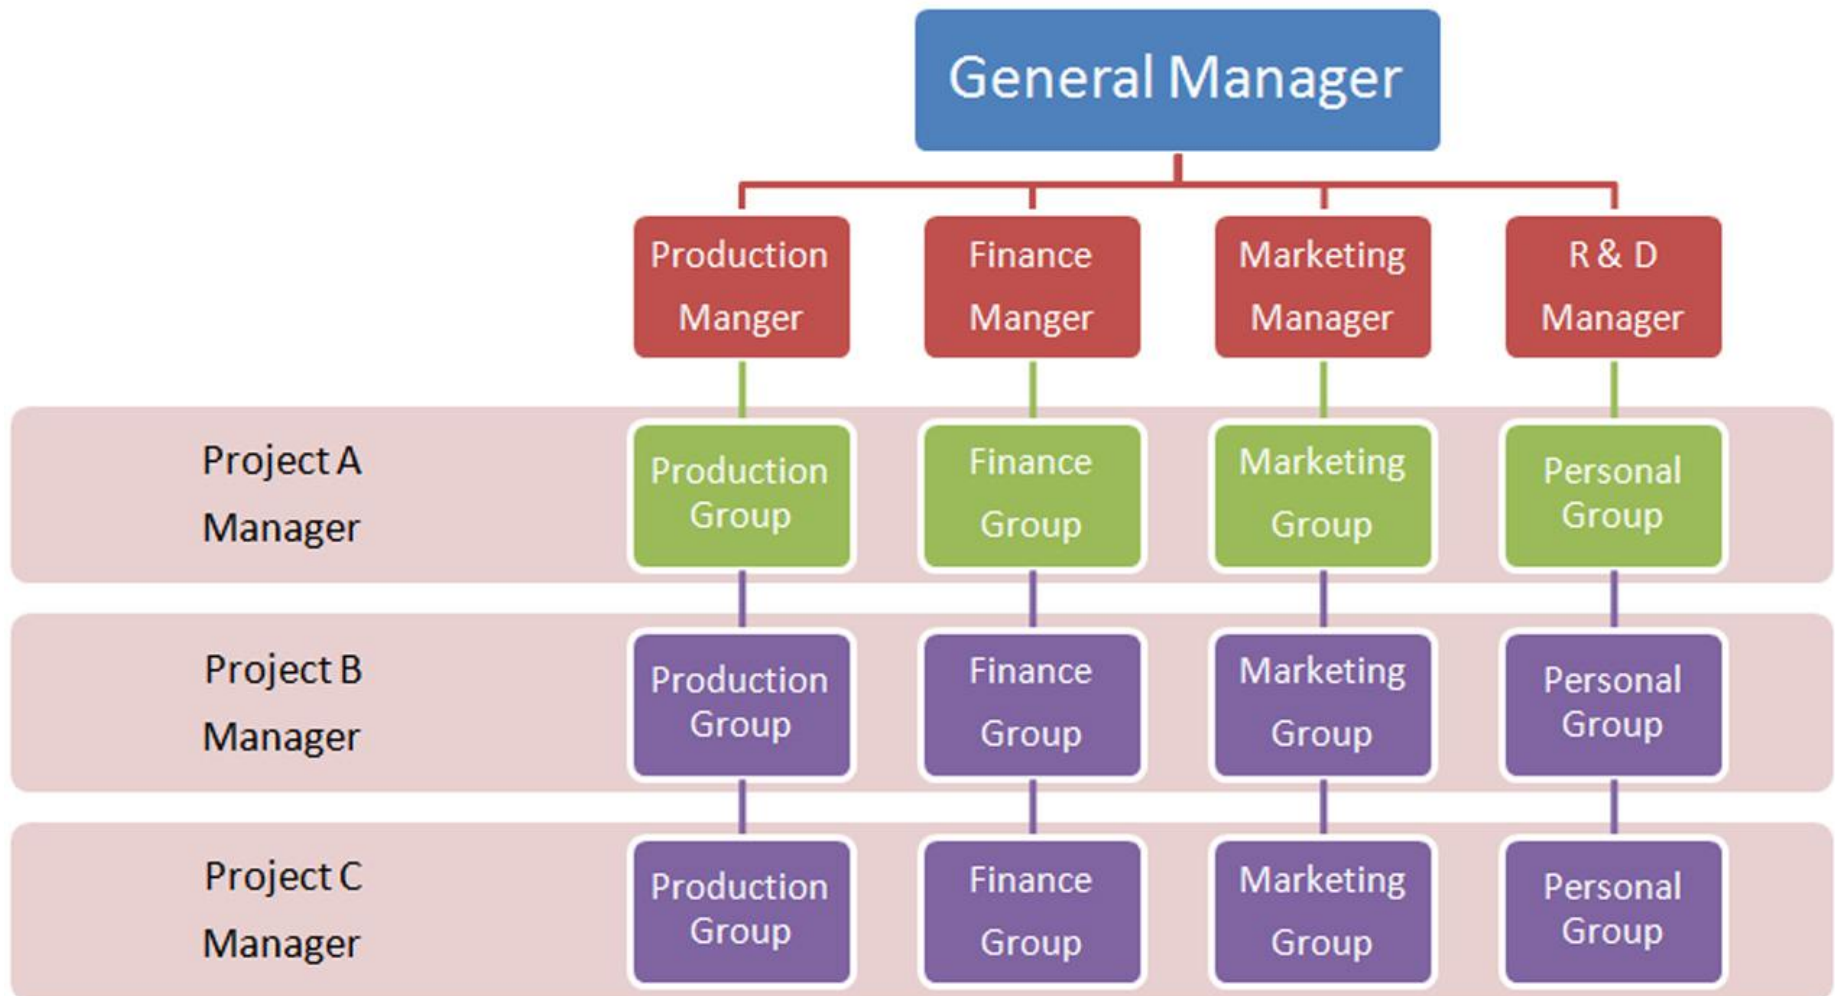 General Manager
Production
Manger
Finance
Manger
Marketing
Manager
R & D
Manager
Project A
Manager
Production
Group
Finance
Group
Marketing
Group
Personal
Group
Project B
Manager
Production
Group
Finance
Group
Marketing
Group
Personal
Group
Project C
Manager
Production
Group
Finance
Group
Marketing
Group
Personal
Group